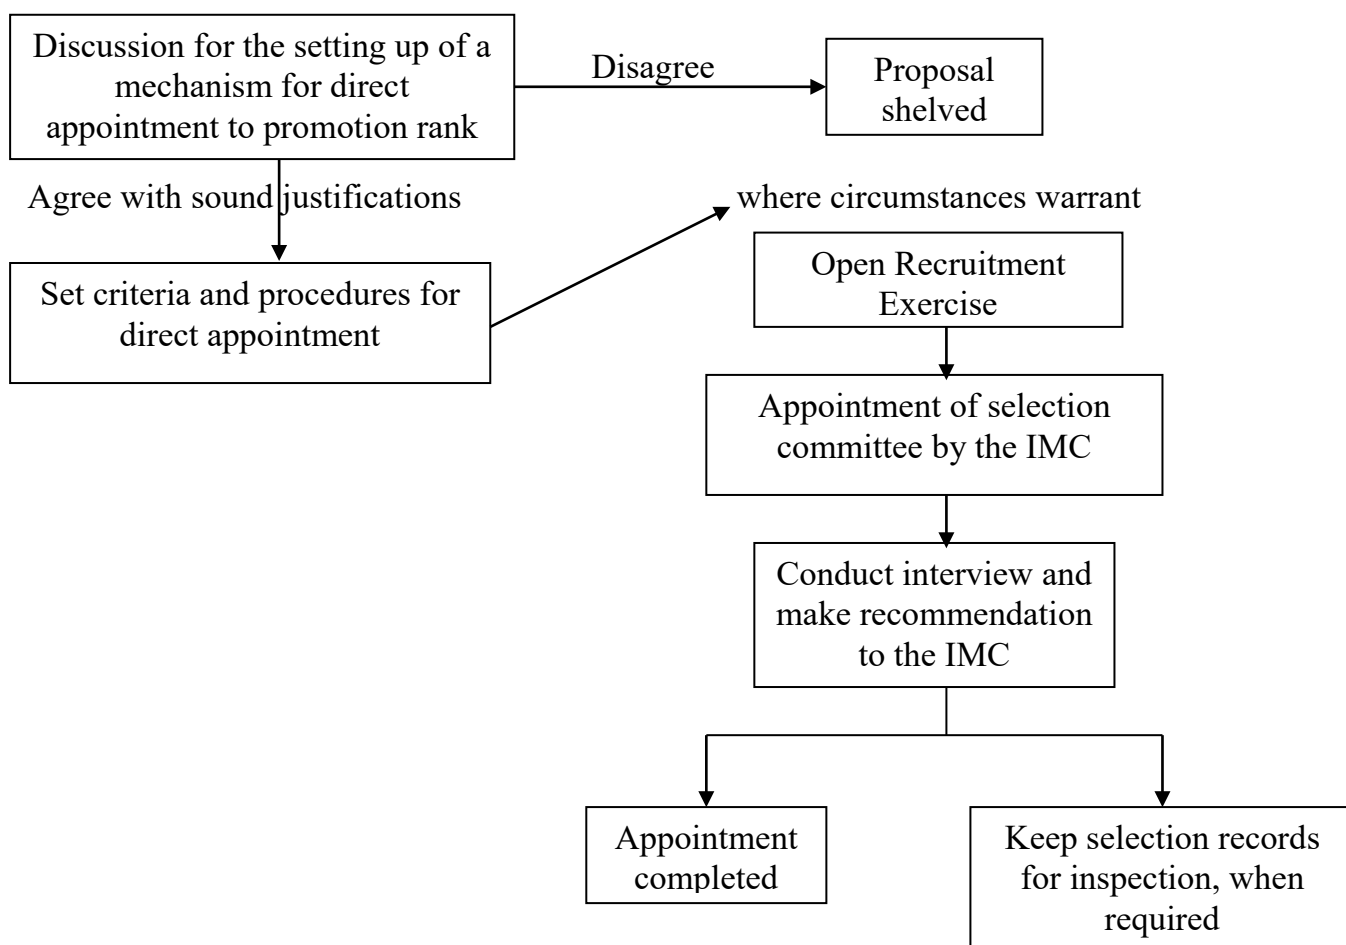 Discussion for the setting up of a
mechanism for direct
appointment to promotion rank
Disagree
Proposal
shelved
Agree with sound justifications
where circumstances warrant
Set criteria and procedures for
direct appointment
Open Recruitment
Exercise
Appointment of selection
committee by the IMC
Conduct interview and
make recommendation
to the IMC
Appointment
completed
Keep selection records
for inspection, when
required